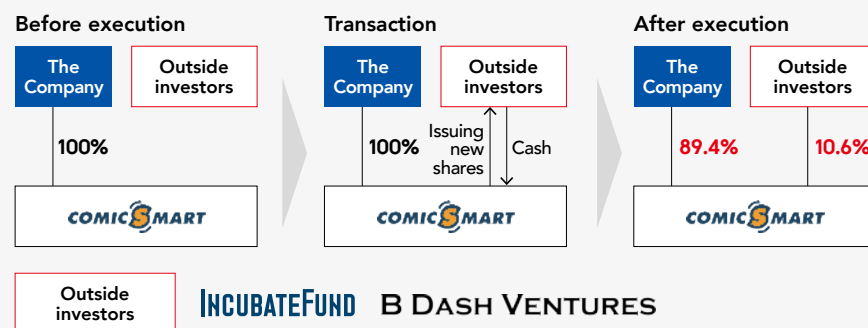 Before execution
The
Company
Outside
investors
100%
COMICSMART
Transaction
The
Company
Outside
investors
100%
Issuing
new
shares
Cash
COMICSMART
After execution
The
Company
Outside
investors
89.4%
10.6%
COMICSMART
Outside
investors
INCUBATEFUND
B DASH VENTURES